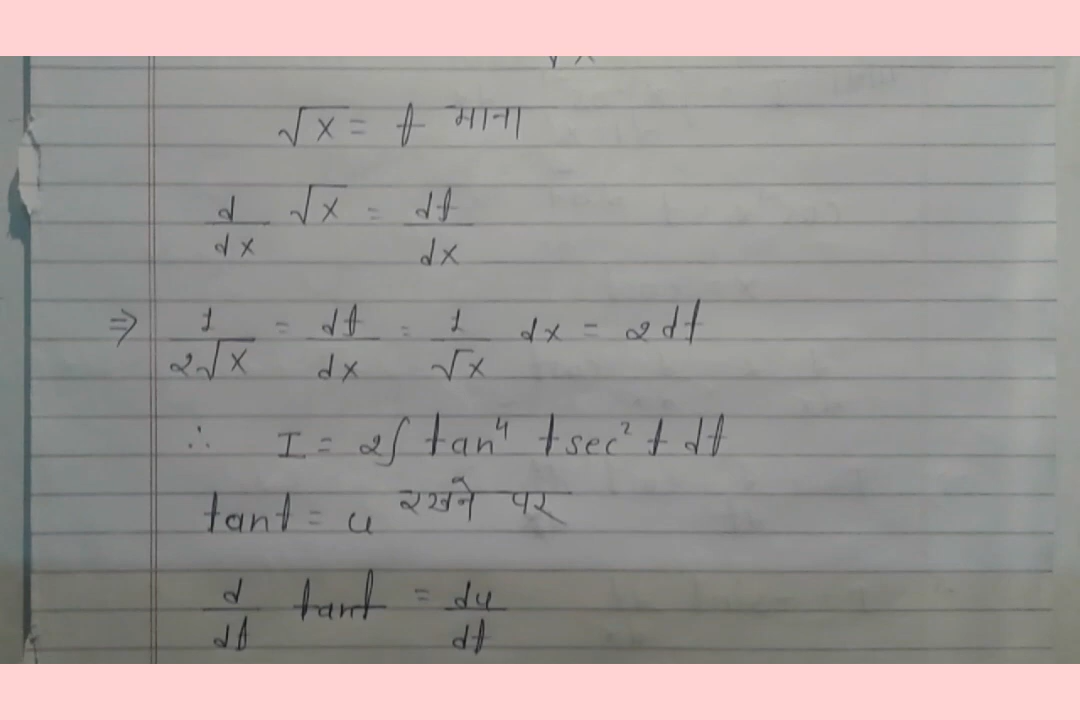 √x = t माना
d/dx √x = dt/dx
⇒ 1/2√x = dt/dx = 1/√x dx = 2dt
∴ I = 2∫ tan⁴ t sec² t dt
tant = u रखने पर
d/dt tant = du/dt